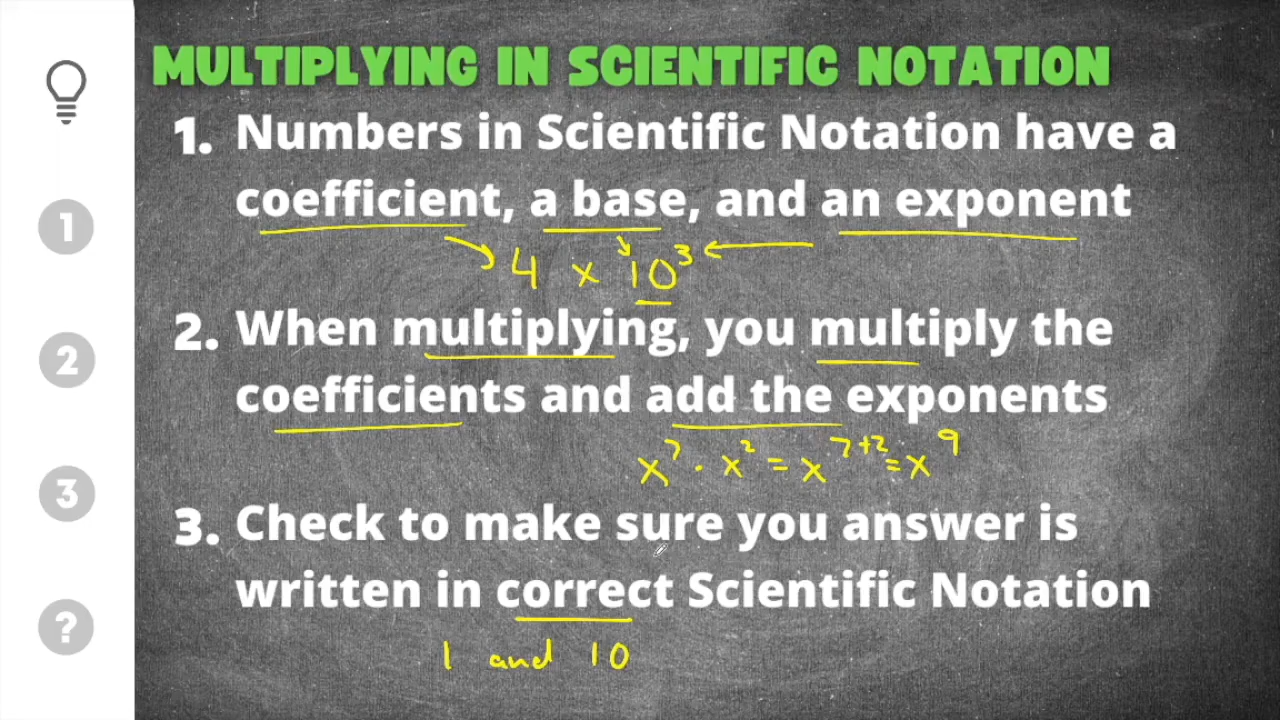 MULTIPLYING IN SCIENTIFIC NOTATION
1. Numbers in Scientific Notation have a
coefficient, a base, and an exponent
4 x 10³
2. When multiplying, you multiply the
coefficients and add the exponents
x⁷ · x² = x⁷⁺² = x⁹
3. Check to make sure you answer is
written in correct Scientific Notation
1 and 10
1
2
3
?